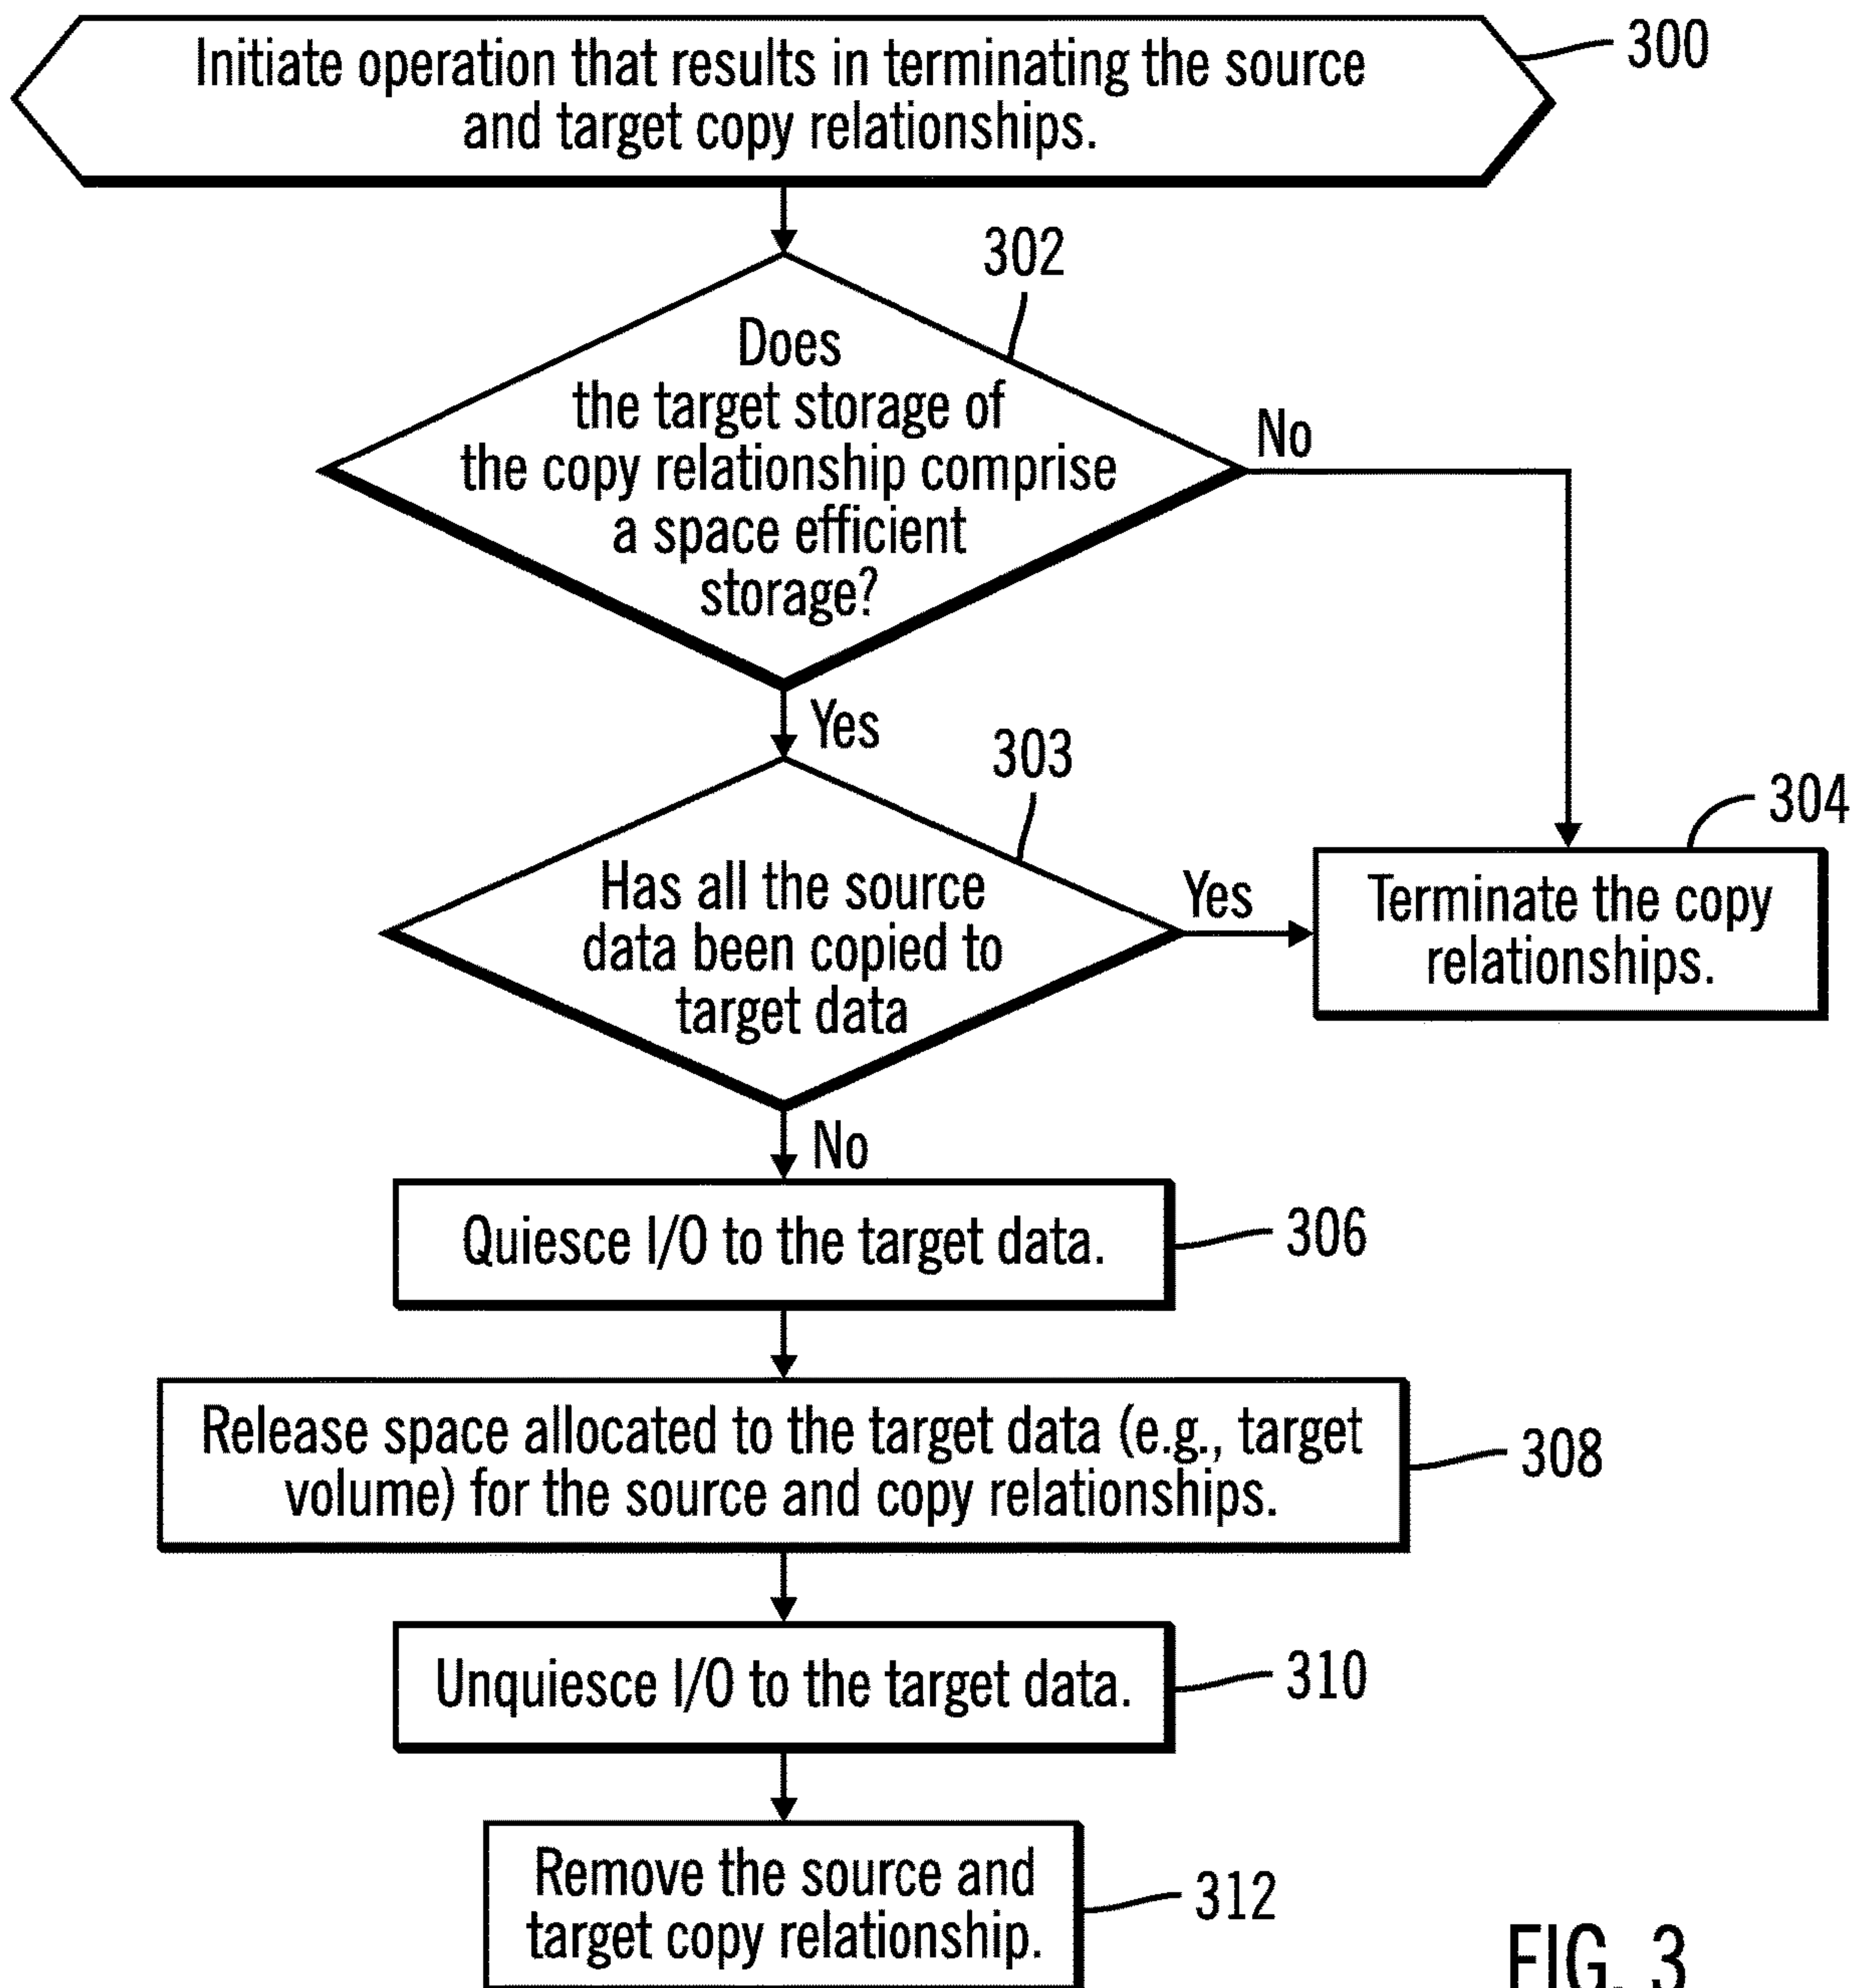 Initiate operation that results in terminating the source
and target copy relationships.
300
302
Does
the target storage of
the copy relationship comprise
a space efficient
storage?
No
Yes
303
Has all the source
data been copied to
target data
Yes
304
Terminate the copy
relationships.
No
Quiesce I/O to the target data.
306
Release space allocated to the target data (e.g., target
volume) for the source and copy relationships.
308
Unquiesce I/O to the target data.
310
Remove the source and
target copy relationship.
312
FIG. 3